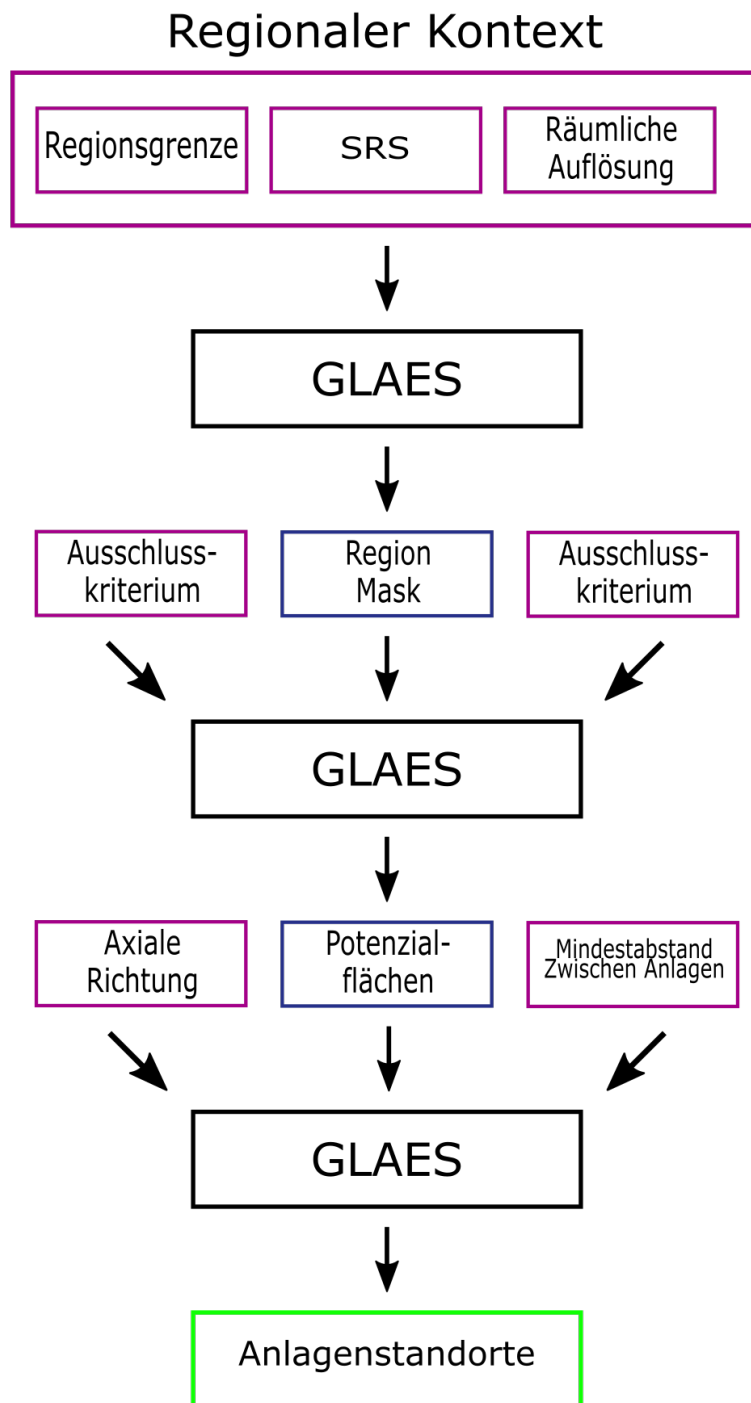 Regionaler Kontext
Regionsgrenze
SRS
Räumliche
Auflösung
GLAES
Ausschluss-
kriterium
Region
Mask
Ausschluss-
kriterium
GLAES
Axiale
Richtung
Potenzial-
flächen
Mindestabstand
Zwischen Anlagen
GLAES
Anlagenstandorte